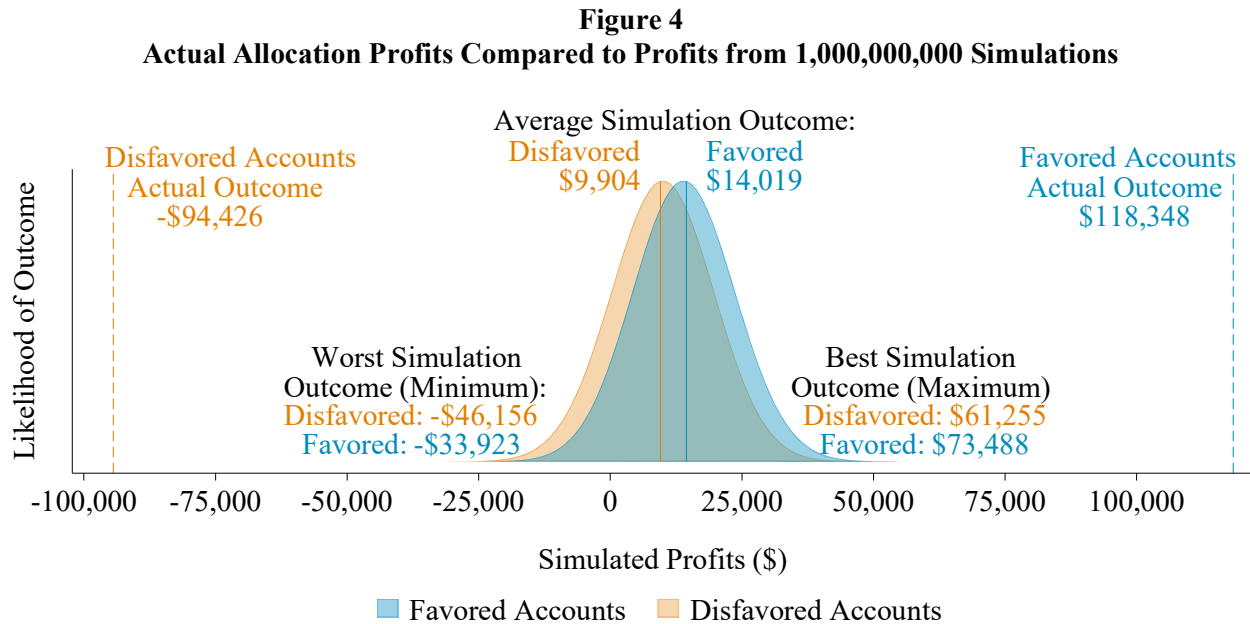 Figure 4
Actual Allocation Profits Compared to Profits from 1,000,000,000 Simulations
Average Simulation Outcome:
Disfavored
$9,904
Favored
$14,019
Disfavored Accounts
Actual Outcome
-$94,426
Favored Accounts
Actual Outcome
$118,348
Likelihood of Outcome
Worst Simulation
Outcome (Minimum):
Disfavored: -$46,156
Favored: -$33,923
Best Simulation
Outcome (Maximum)
Disfavored: $61,255
Favored: $73,488
-100,000 -75,000 -50,000 -25,000 0 25,000 50,000 75,000 100,000
Simulated Profits ($)
Favored Accounts Disfavored Accounts